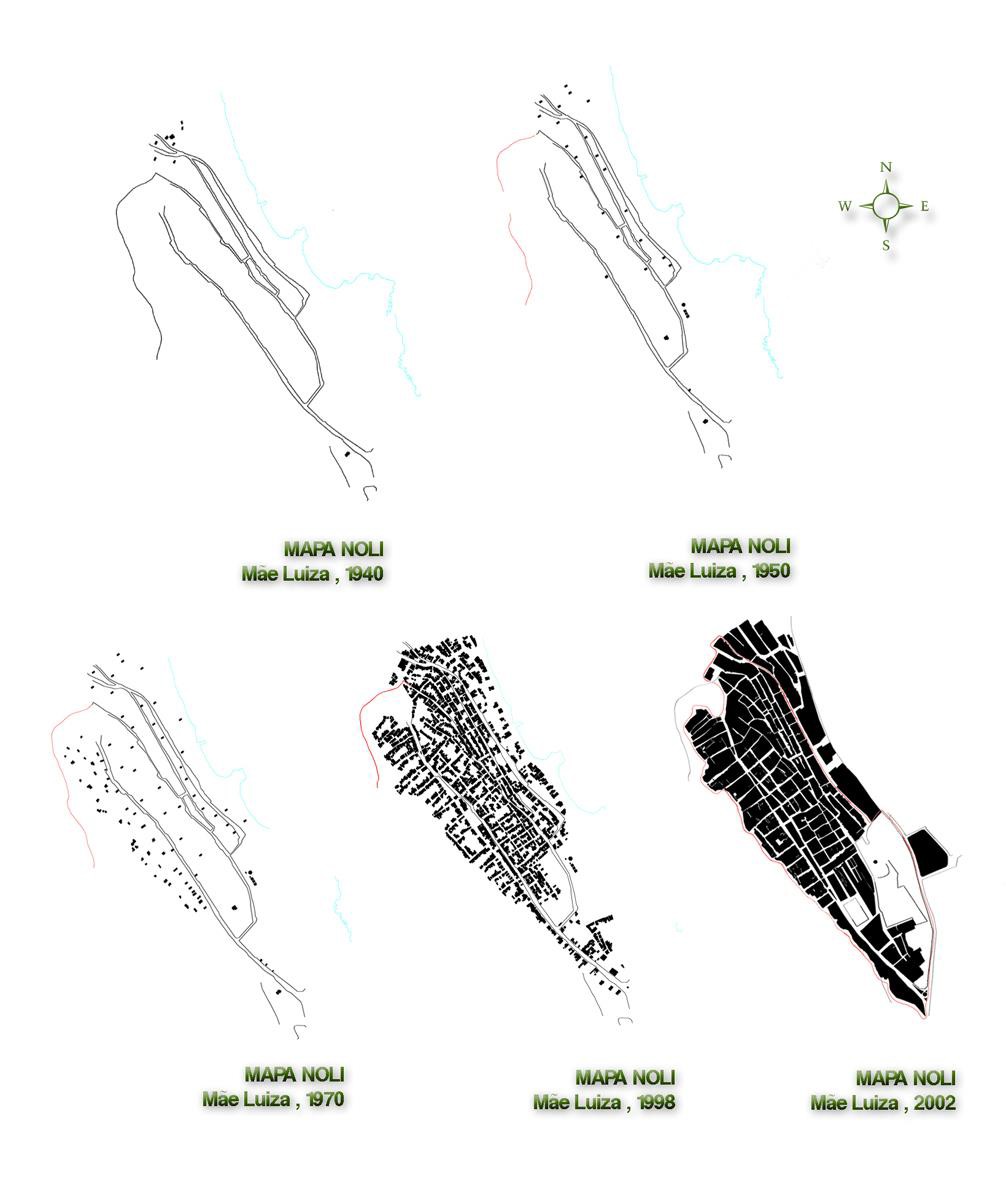 N
W E
S
MAPA NOLI
Mãe Luiza , 1940
MAPA NOLI
Mãe Luiza , 1950
MAPA NOLI
Mãe Luiza , 1970
MAPA NOLI
Mãe Luiza , 1998
MAPA NOLI
Mãe Luiza , 2002